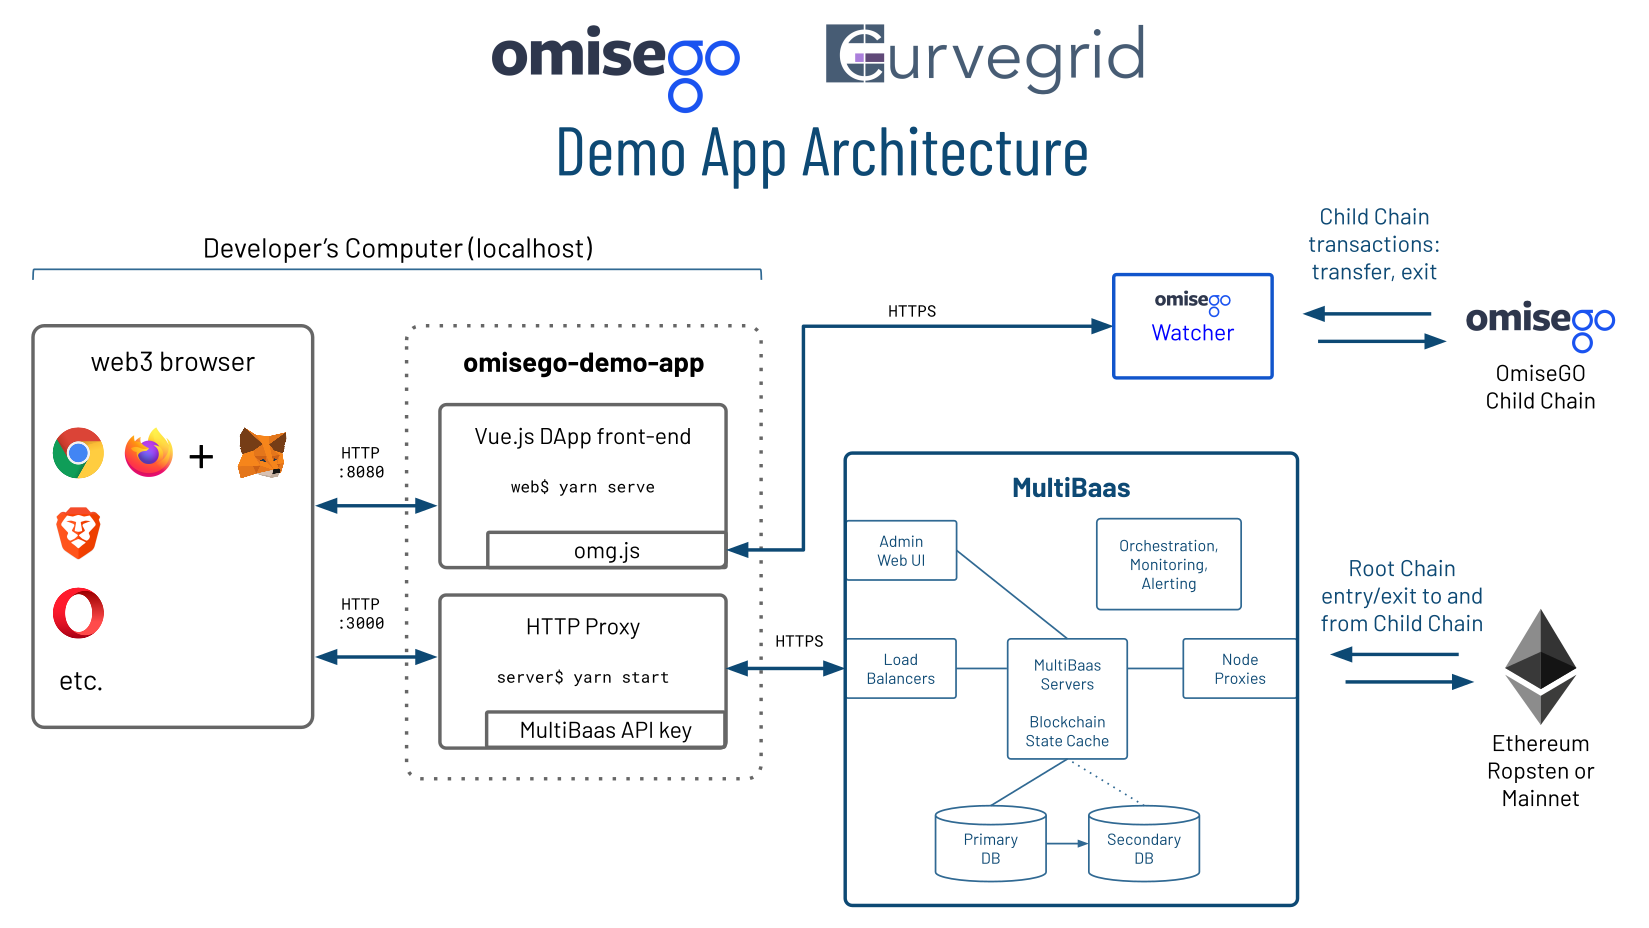 omisego
Curvegrid
Demo App Architecture
Developer's Computer (localhost)
web3 browser
+
etc.
HTTP
:8080
HTTP
:3000
omisego-demo-app
Vue.js DApp front-end
web$ yarn serve
omg.js
HTTP Proxy
server$ yarn start
MultiBaas API key
HTTPS
HTTPS
omisego
Watcher
Child Chain
transactions:
transfer, exit
omisego
OmiseGO
Child Chain
MultiBaas
Admin
Web UI
Orchestration,
Monitoring,
Alerting
Load
Balancers
MultiBaas
Servers
Blockchain
State Cache
Node
Proxies
Primary
DB
Secondary
DB
Root Chain
entry/exit to and
from Child Chain
Ethereum
Ropsten or
Mainnet